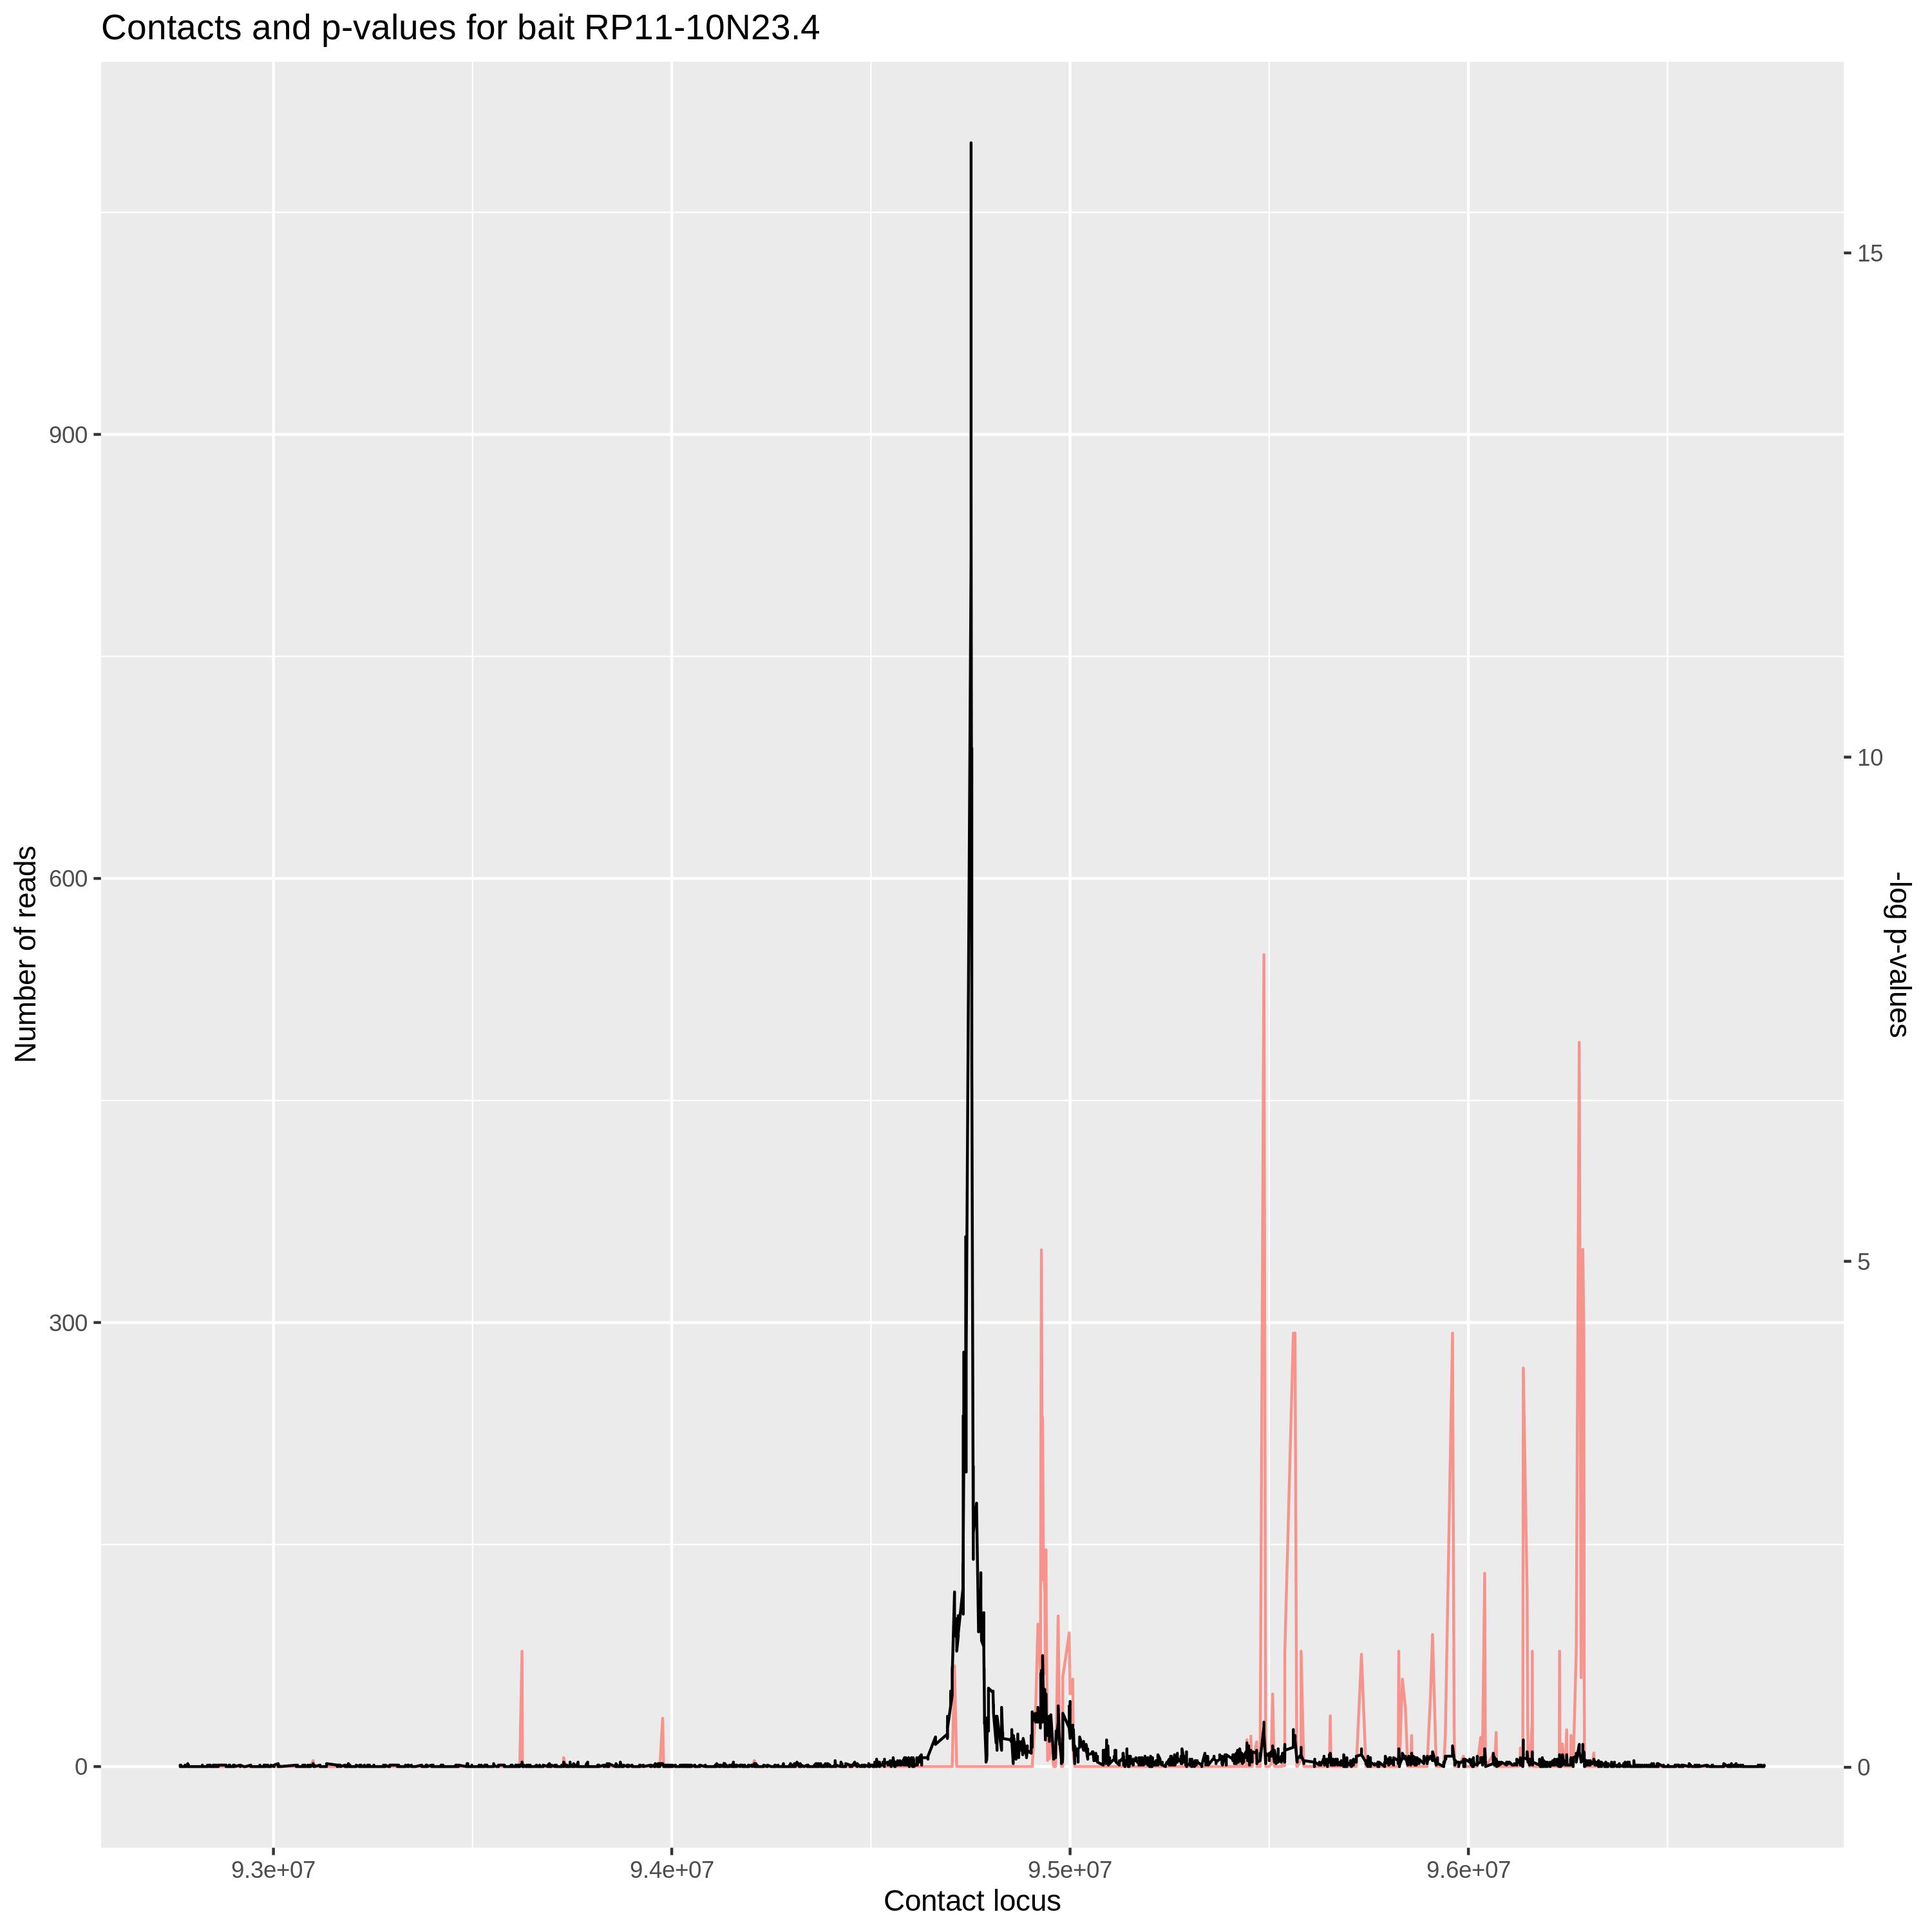 Contacts and p-values for bait RP11-10N23.4
900
600
300
0
15
10
5
0
Number of reads
-log p-values
9.3e+07
9.4e+07
9.5e+07
9.6e+07
Contact locus